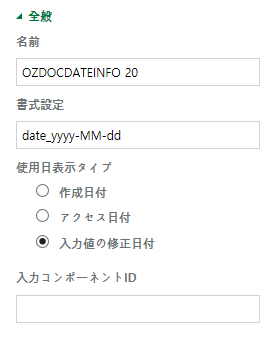 全般
名前
OZDOCDATEINFO 20
書式設定
date_yyyy-MM-dd
使用日表示タイプ
作成日付
アクセス日付
入力値の修正日付
入力コンポーネントID